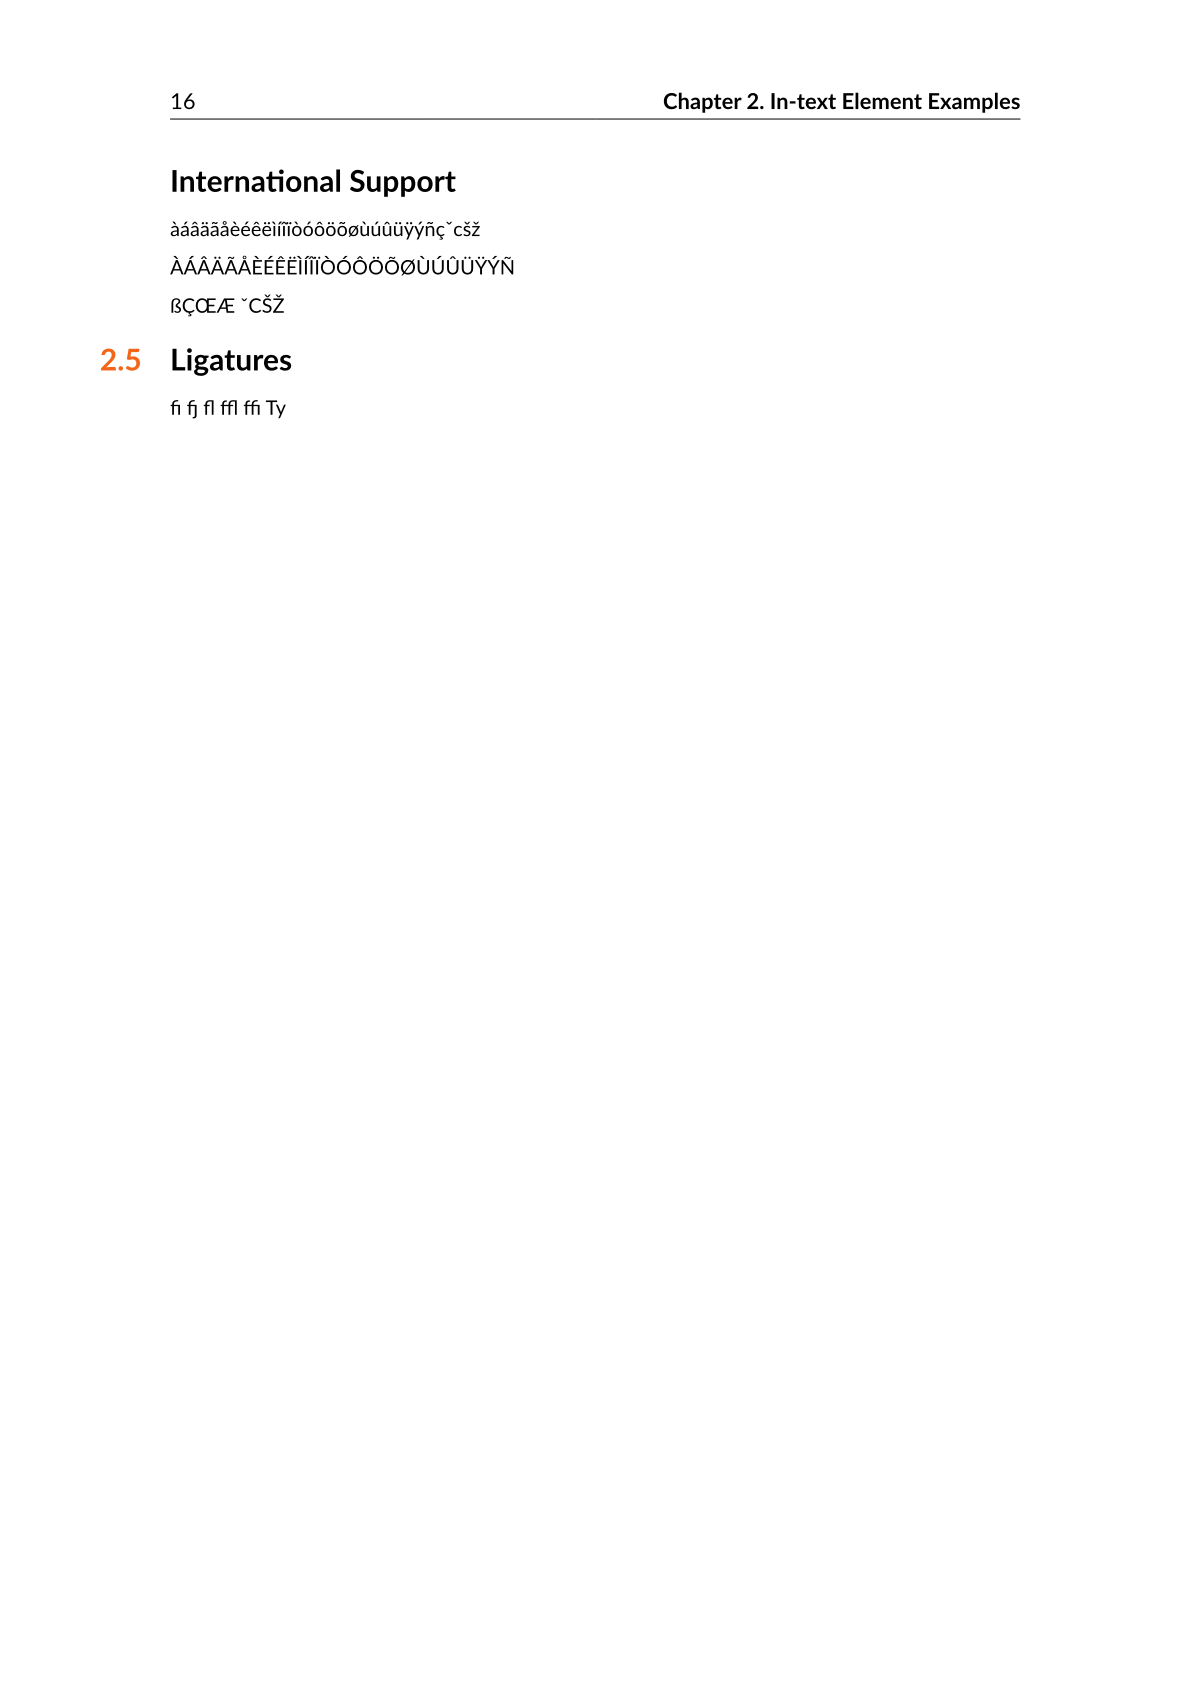 16 Chapter 2. In-text Element Examples
International Support
àáâäãåèéêëìíîïòóôöõøùúûüÿýñçˇcšž
ÀÁÂÄÃÅÈÉÊËÌÍÎÏÒÓÔÖÕØÙÚÛÜŸÝÑ
ßÇŒÆ ˇCŠŽ
2.5 Ligatures
fi fj fl ffl ffi Ty